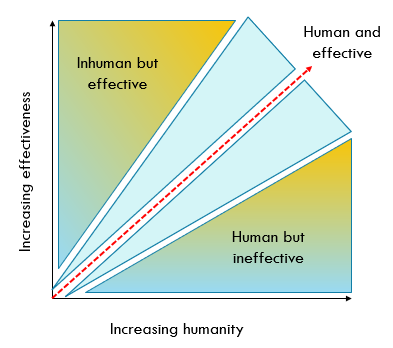 Human and
effective
Inhuman but
effective
Increasing effectiveness
Human but
ineffective
Increasing humanity